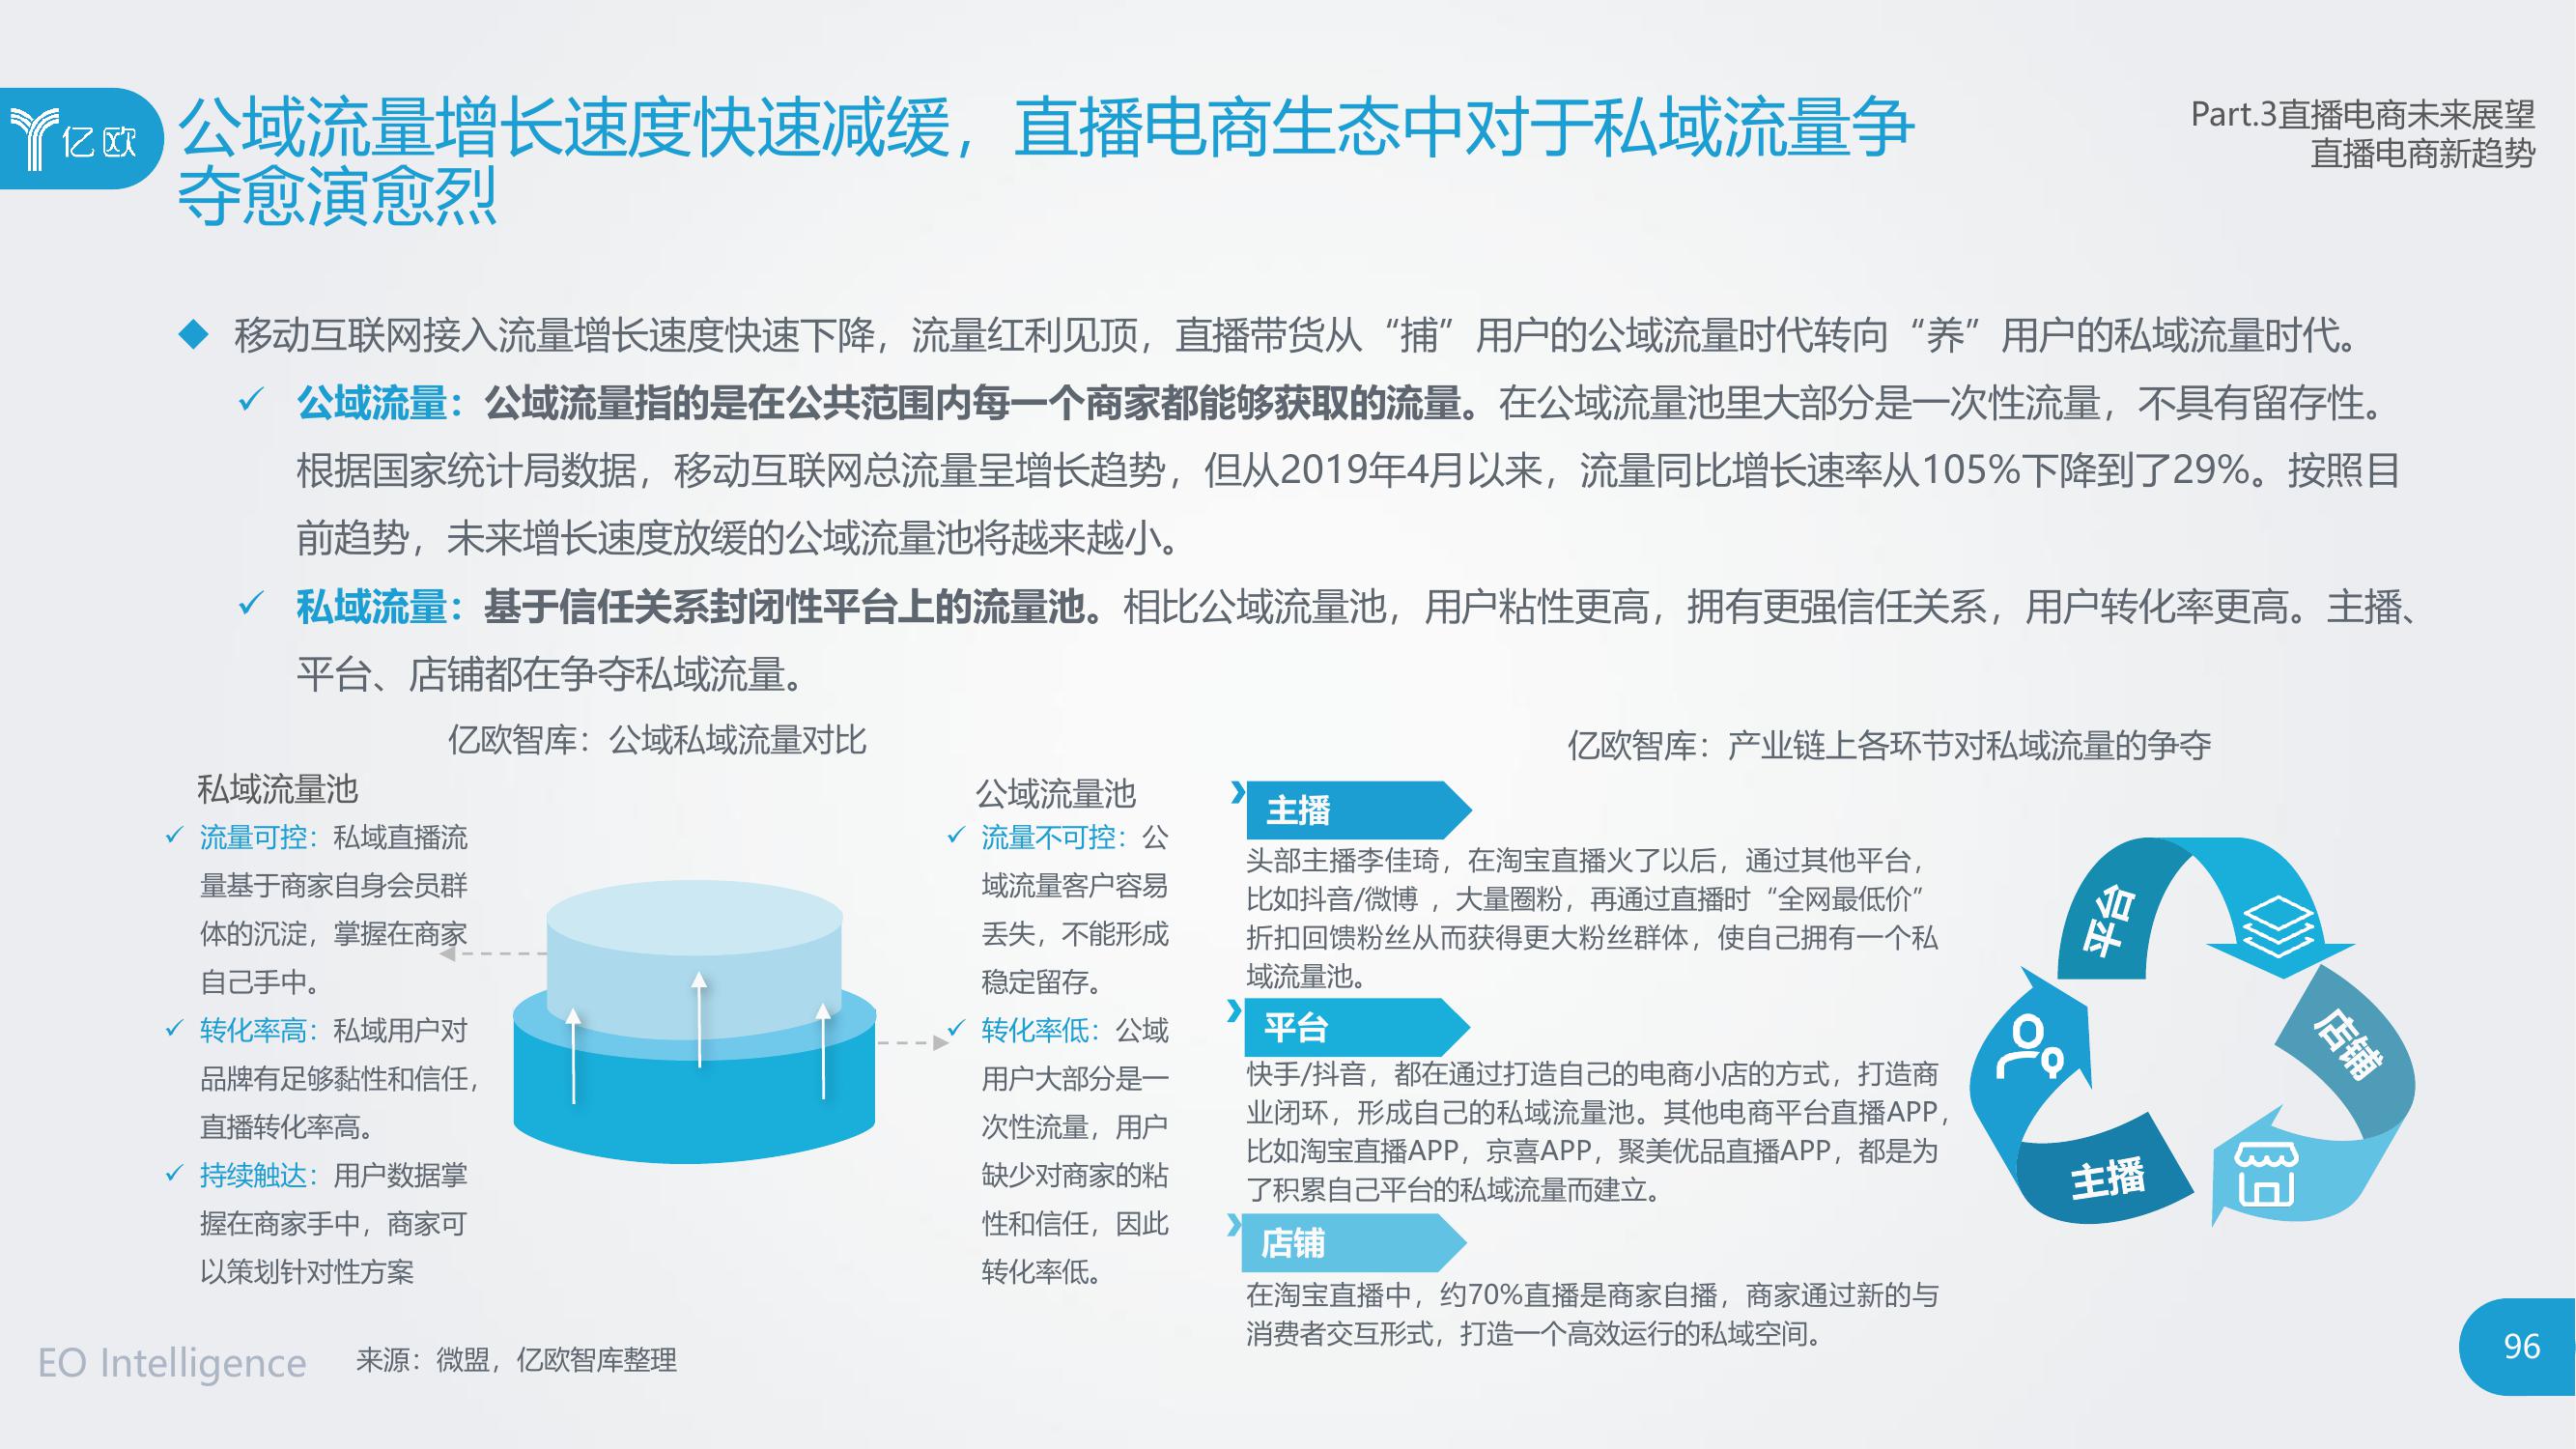 亿欧
公域流量增长速度快速减缓，直播电商生态中对于私域流量争
夺愈演愈烈
Part.3直播电商未来展望
直播电商新趋势
移动互联网接入流量增长速度快速下降，流量红利见顶，直播带货从“捕”用户的公域流量时代转向“养”用户的私域流量时代。
公域流量：公域流量指的是在公共范围内每一个商家都能够获取的流量。在公域流量池里大部分是一次性流量，不具有留存性。
根据国家统计局数据，移动互联网总流量呈增长趋势，但从2019年4月以来，流量同比增长速率从105%下降到了29%。按照目
前趋势，未来增长速度放缓的公域流量池将越来越小。
私域流量：基于信任关系封闭性平台上的流量池。相比公域流量池，用户粘性更高，拥有更强信任关系，用户转化率更高。主播、
平台、店铺都在争夺私域流量。
亿欧智库：公域私域流量对比
私域流量池
流量可控：私域直播流
量基于商家自身会员群
体的沉淀，掌握在商家
自己手中。
转化率高：私域用户对
品牌有足够黏性和信任，
直播转化率高。
持续触达：用户数据掌
握在商家手中，商家可
以策划针对性方案
公域流量池
流量不可控：公
域流量客户容易
丢失，不能形成
稳定留存。
转化率低：公域
用户大部分是一
次性流量，用户
缺少对商家的粘
性和信任，因此
转化率低。
亿欧智库：产业链上各环节对私域流量的争夺
主播
头部主播李佳琦，在淘宝直播火了以后，通过其他平台，
比如抖音/微博 ，大量圈粉，再通过直播时“全网最低价”
折扣回馈粉丝从而获得更大粉丝群体，使自己拥有一个私
域流量池。
平台
快手/抖音，都在通过打造自己的电商小店的方式，打造商
业闭环，形成自己的私域流量池。其他电商平台直播APP，
比如淘宝直播APP，京喜APP，聚美优品直播APP，都是为
了积累自己平台的私域流量而建立。
店铺
在淘宝直播中，约70%直播是商家自播，商家通过新的与
消费者交互形式，打造一个高效运行的私域空间。
平台
店铺
主播
EO Intelligence
来源：微盟，亿欧智库整理
96